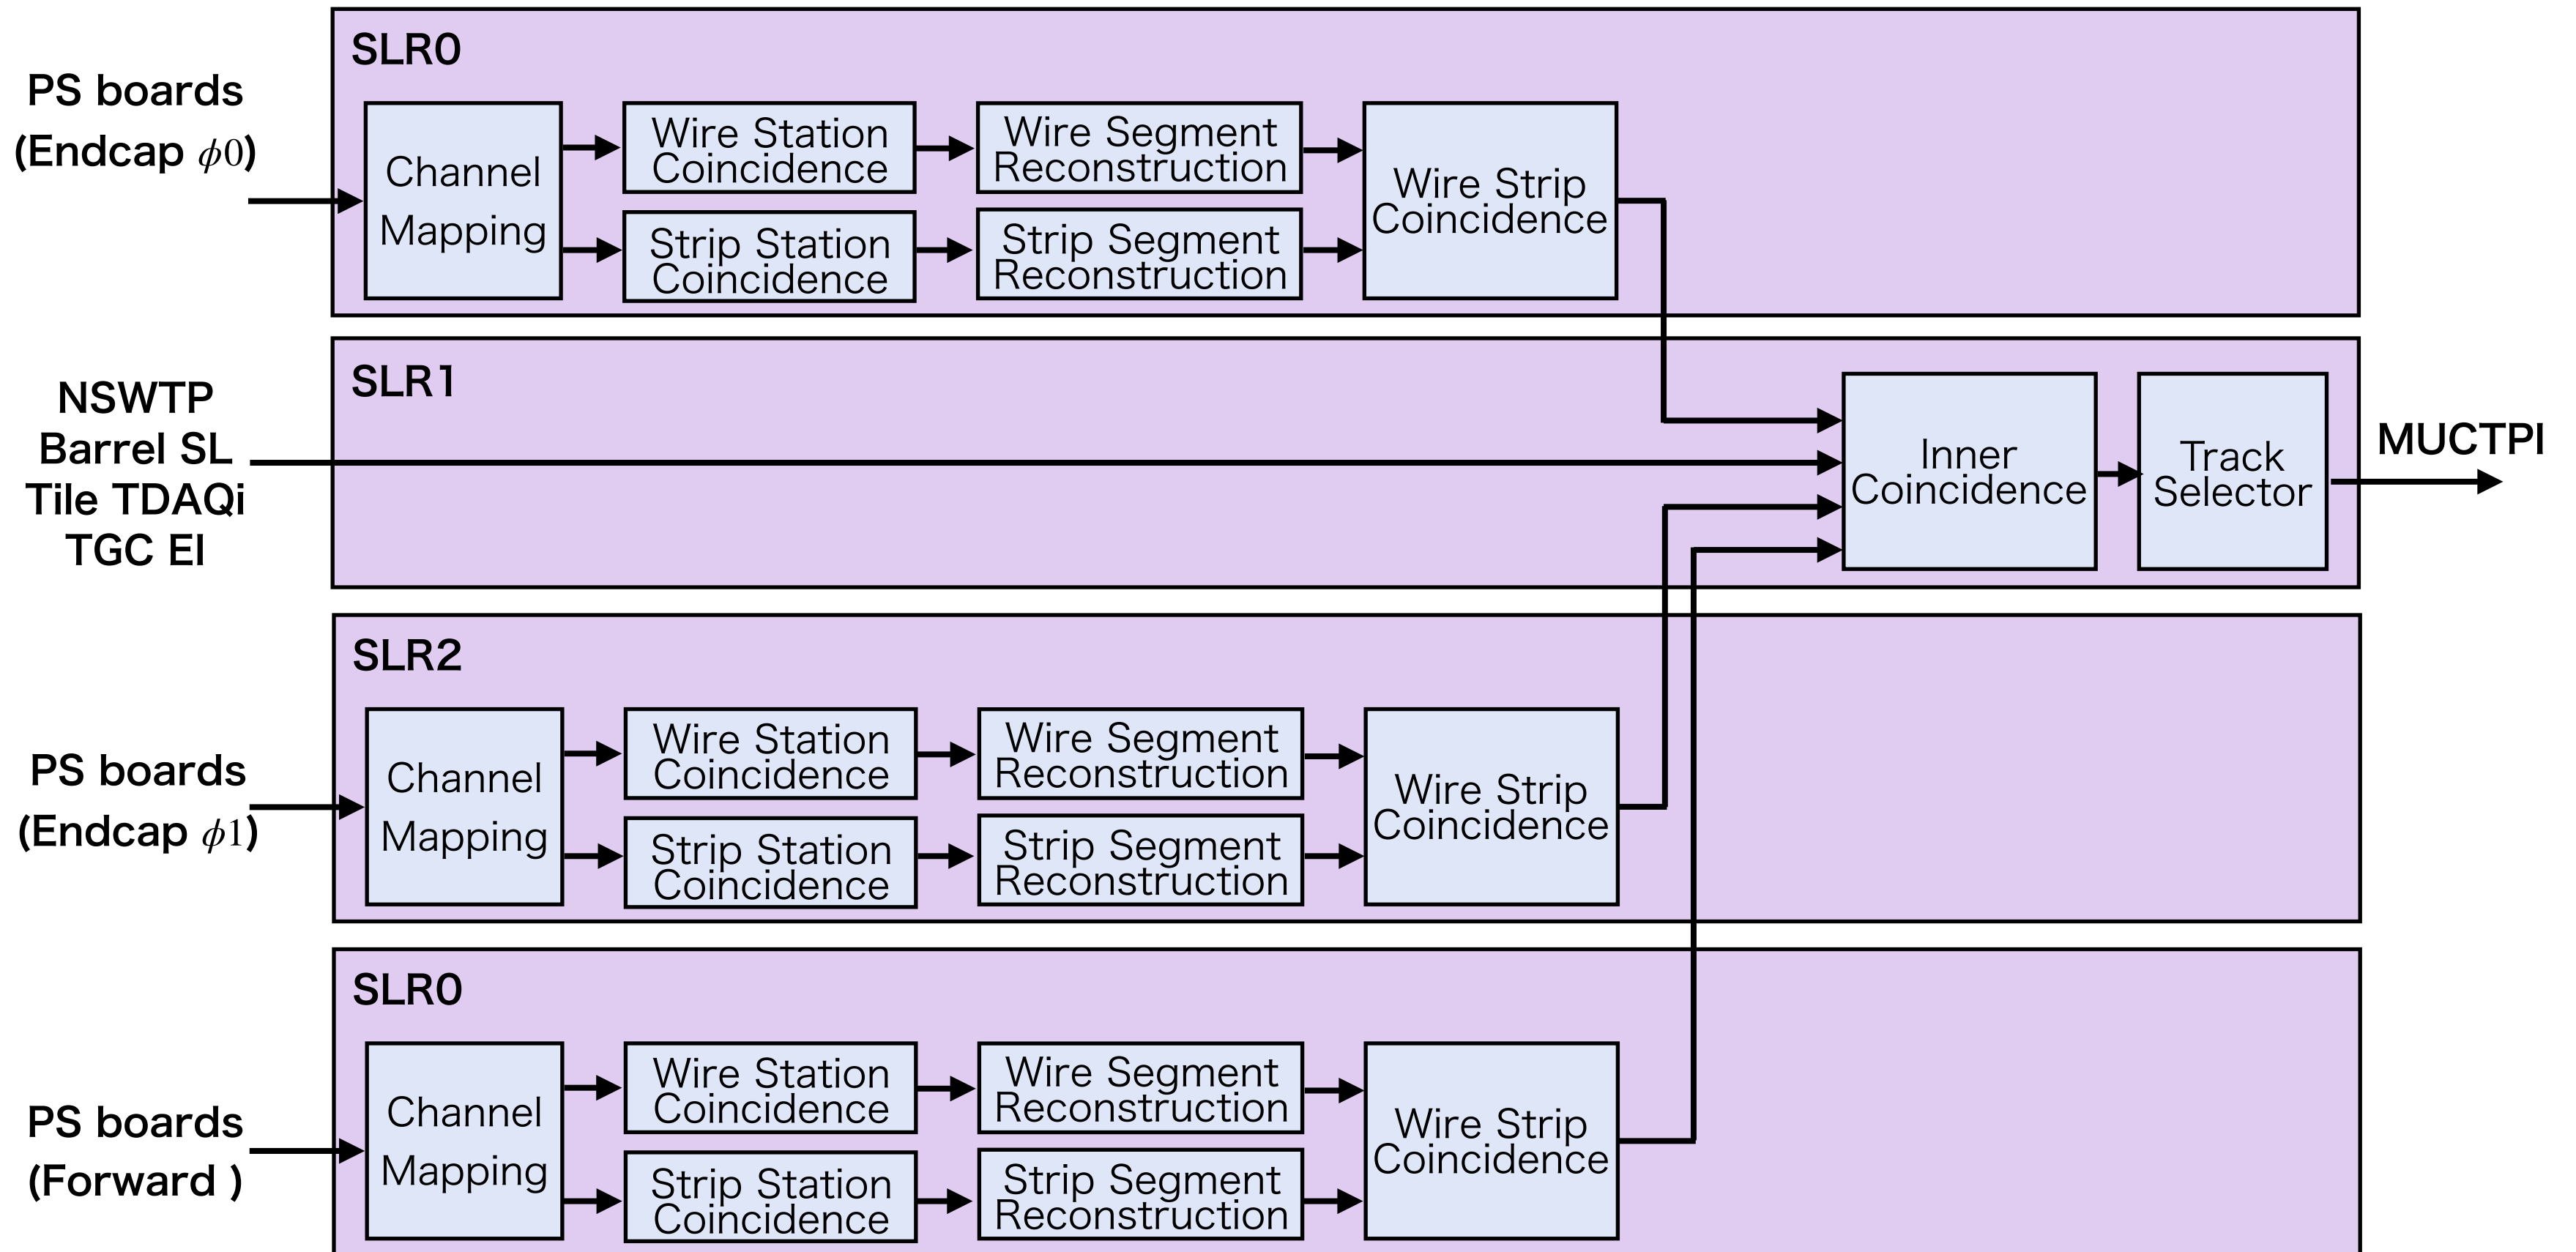 SLR0
PS boards
(Endcap ϕ0)
Channel
Mapping
Wire Station
Coincidence
Strip Station
Coincidence
Wire Segment
Reconstruction
Strip Segment
Reconstruction
Wire Strip
Coincidence
SLR1
NSWTP
Barrel SL
Tile TDAQi
TGC EI
Inner
Coincidence
Track
Selector
MUCTPI
SLR2
PS boards
(Endcap ϕ1)
Channel
Mapping
Wire Station
Coincidence
Strip Station
Coincidence
Wire Segment
Reconstruction
Strip Segment
Reconstruction
Wire Strip
Coincidence
SLR0
PS boards
(Forward )
Channel
Mapping
Wire Station
Coincidence
Strip Station
Coincidence
Wire Segment
Reconstruction
Strip Segment
Reconstruction
Wire Strip
Coincidence